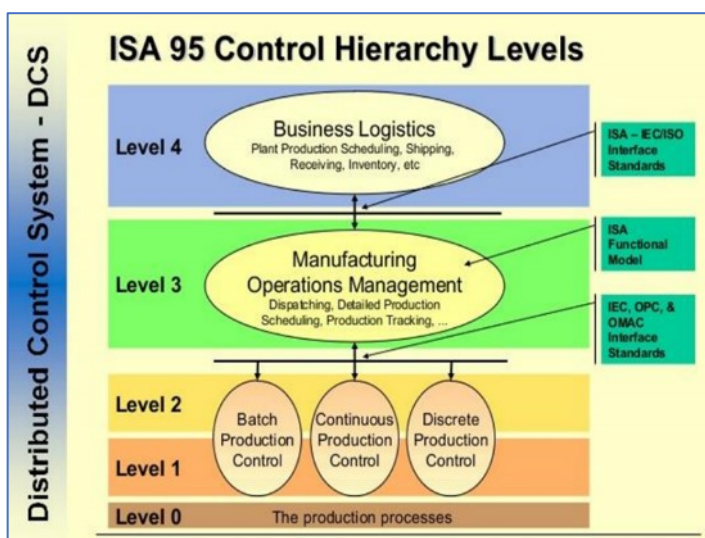 Distributed Control System - DCS
ISA 95 Control Hierarchy Levels
Level 4
Business Logistics
Plant Production Scheduling, Shipping,
Receiving, Inventory, etc
ISA – IEC/ISO
Interface
Standards
Level 3
Manufacturing
Operations Management
Dispatching, Detailed Production
Scheduling, Production Tracking, ...
ISA
Functional
Model
IEC, OPC, &
OMAC
Interface
Standards
Level 2
Level 1
Batch
Production
Control
Continuous
Production
Control
Discrete
Production
Control
Level 0
The production processes